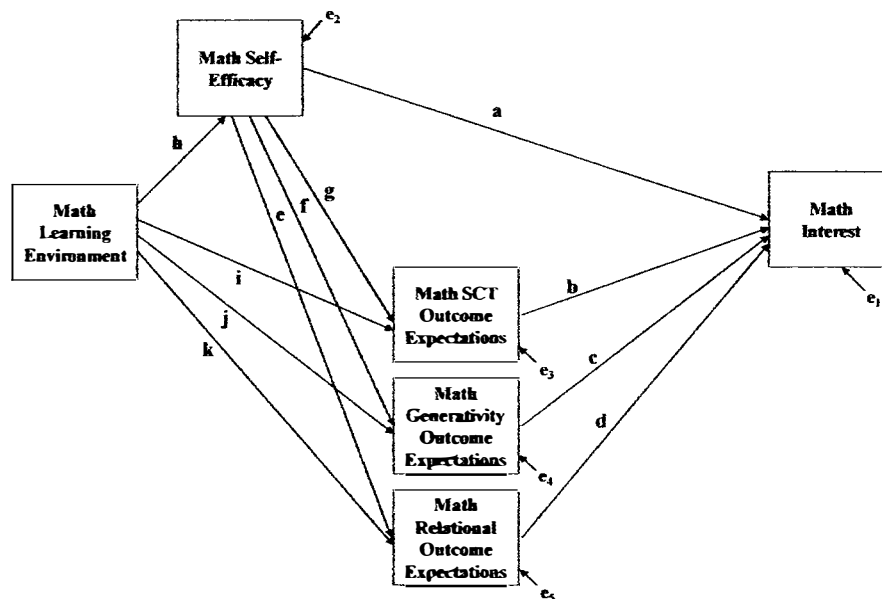 e₂
Math Self-
Efficacy
a
h
g
f
e
Math
Learning
Environment
Math
Interest
e₁
i
b
Math SCT
Outcome
Expectations
j
c
k
e₃
Math
Generativity
Outcome
Expectations
d
e₄
Math
Relational
Outcome
Expectations
e₅